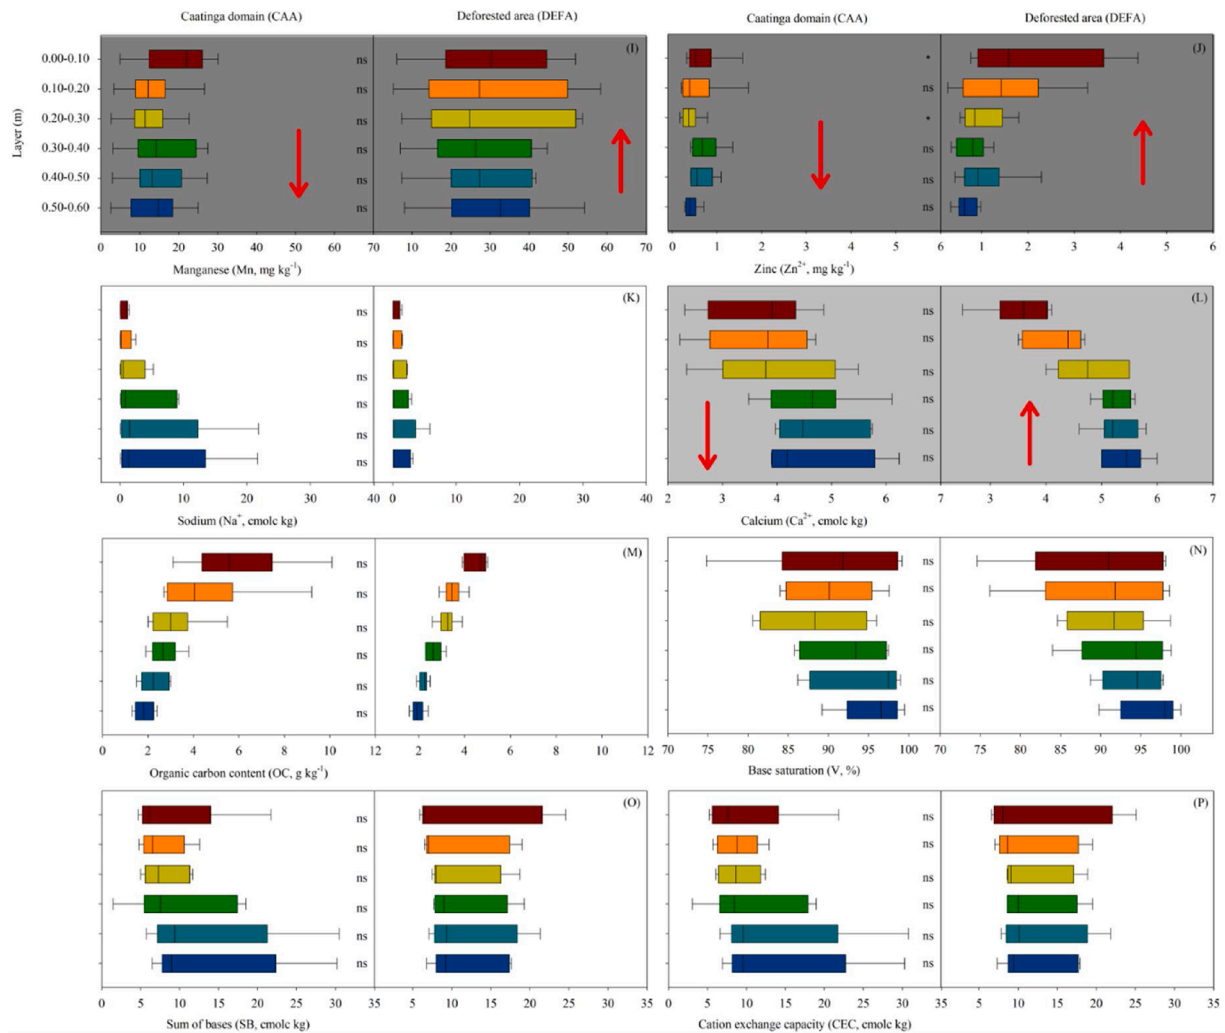 Caatinga domain (CAA) Deforested area (DEFA) Caatinga domain (CAA) Deforested area (DEFA)
Layer (m)
0.00-0.10 ns (I) * (J)
0.10-0.20 ns ns
0.20-0.30 ns *
0.30-0.40 ns ns
0.40-0.50 ns ns
0.50-0.60 ns ns
0 10 20 30 40 50 60 70 10 20 30 40 50 60 70 0 1 2 3 4 5 6 1 2 3 4 5 6
Manganese (Mn, mg kg⁻¹) Zinc (Zn²⁺, mg kg⁻¹)
ns (K) ns (L)
ns ns
ns ns
ns ns
ns ns
ns ns
0 10 20 30 40 0 10 20 30 40 2 4 6 2 3 4 5 6 7
Sodium (Na⁺, cmolc kg) Calcium (Ca²⁺, cmolc kg)
ns (M) ns (N)
ns ns
ns ns
ns ns
ns ns
ns ns
0 2 4 6 8 10 12 2 4 6 8 10 12 70 75 80 85 90 95 100 70 80 90 100
Organic carbon content (OC, g kg⁻¹) Base saturation (V, %)
ns (O) ns (P)
ns ns
ns ns
ns ns
ns ns
ns ns
0 5 10 15 20 25 30 35 5 10 15 20 25 30 35 0 5 10 15 20 25 30 35 5 10 15 20 25 30 35
Sum of bases (SB, cmolc kg) Cation exchange capacity (CEC, cmolc kg)